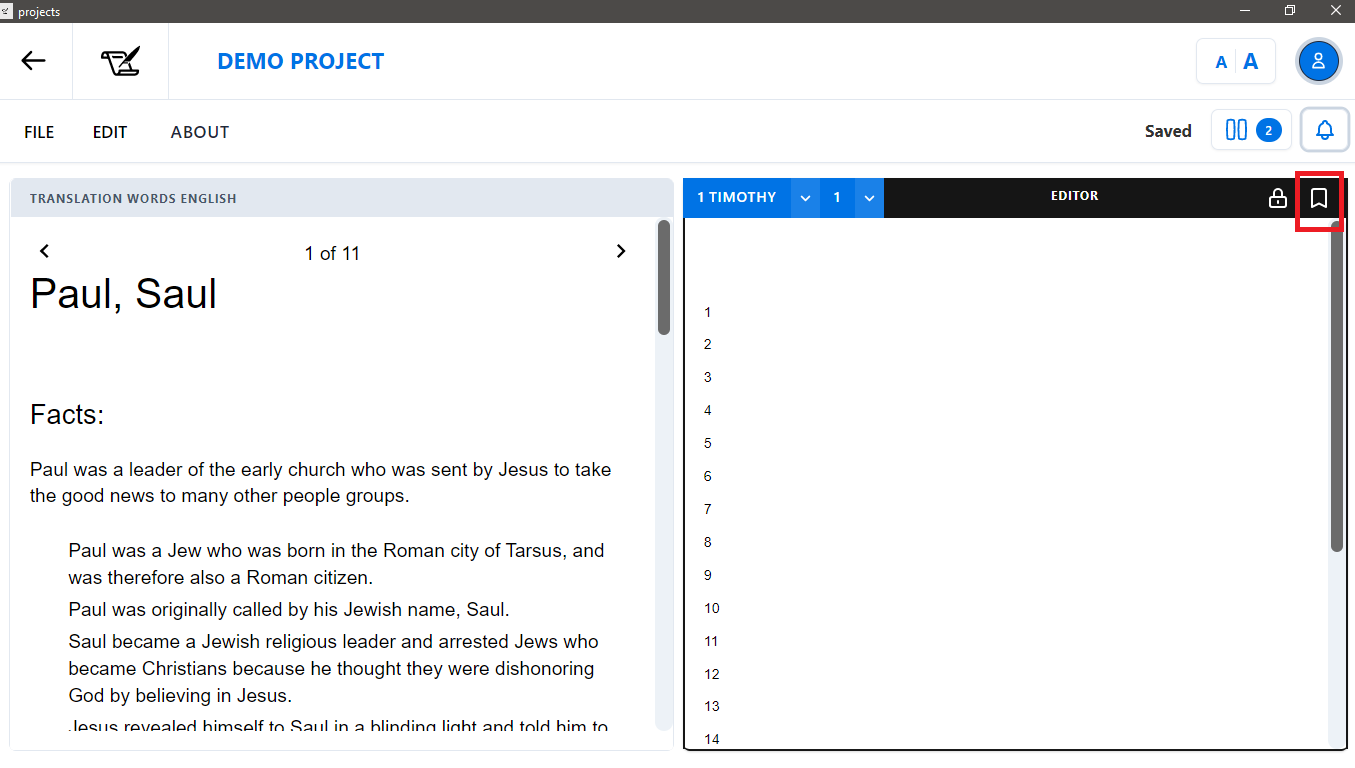 projects
DEMO PROJECT
A A
FILE EDIT ABOUT
Saved
2
TRANSLATION WORDS ENGLISH
1 of 11
Paul, Saul
Facts:
Paul was a leader of the early church who was sent by Jesus to take
the good news to many other people groups.
Paul was a Jew who was born in the Roman city of Tarsus, and
was therefore also a Roman citizen.
Paul was originally called by his Jewish name, Saul.
Saul became a Jewish religious leader and arrested Jews who
became Christians because he thought they were dishonoring
God by believing in Jesus.
Jesus revealed himself to Saul in a blinding light and told him to
1 TIMOTHY 1 EDITOR
1
2
3
4
5
6
7
8
9
10
11
12
13
14